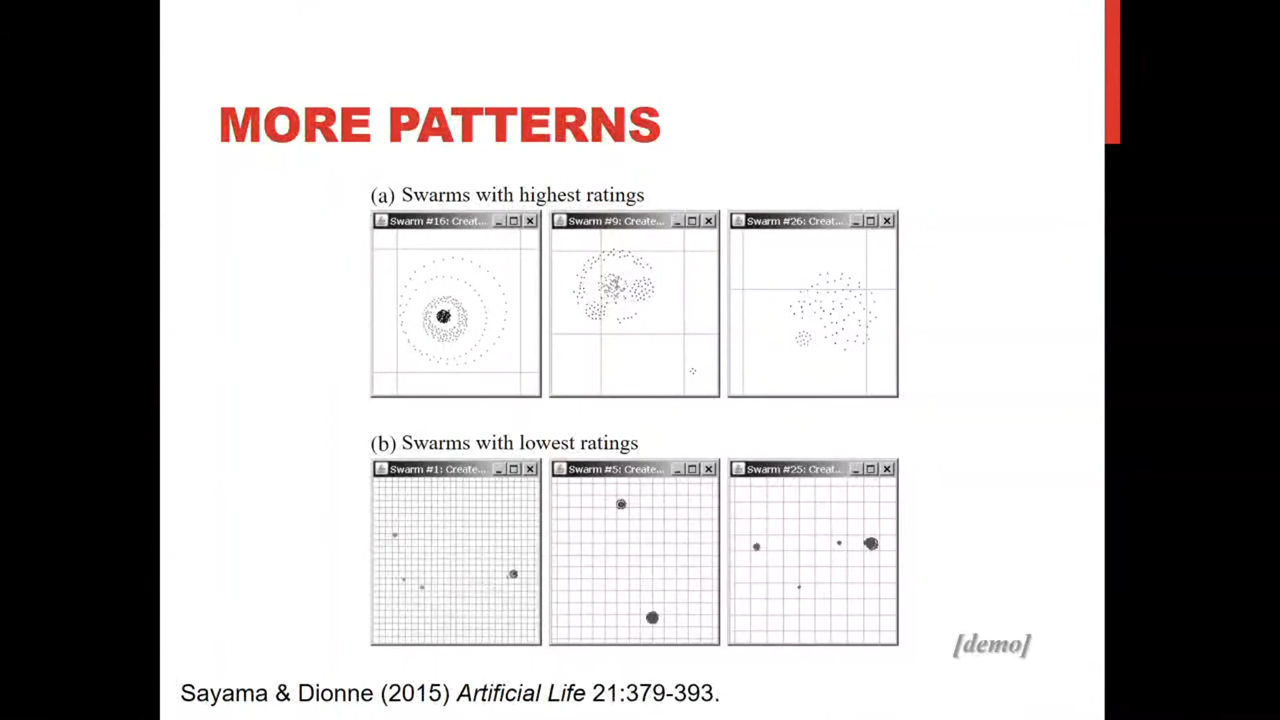 MORE PATTERNS
(a) Swarms with highest ratings
Swarm #16: Creat...
Swarm #9: Create...
Swarm #26: Creat...
(b) Swarms with lowest ratings
Swarm #1: Create...
Swarm #5: Create...
Swarm #25: Creat...
[demo]
Sayama & Dionne (2015) Artificial Life 21:379-393.